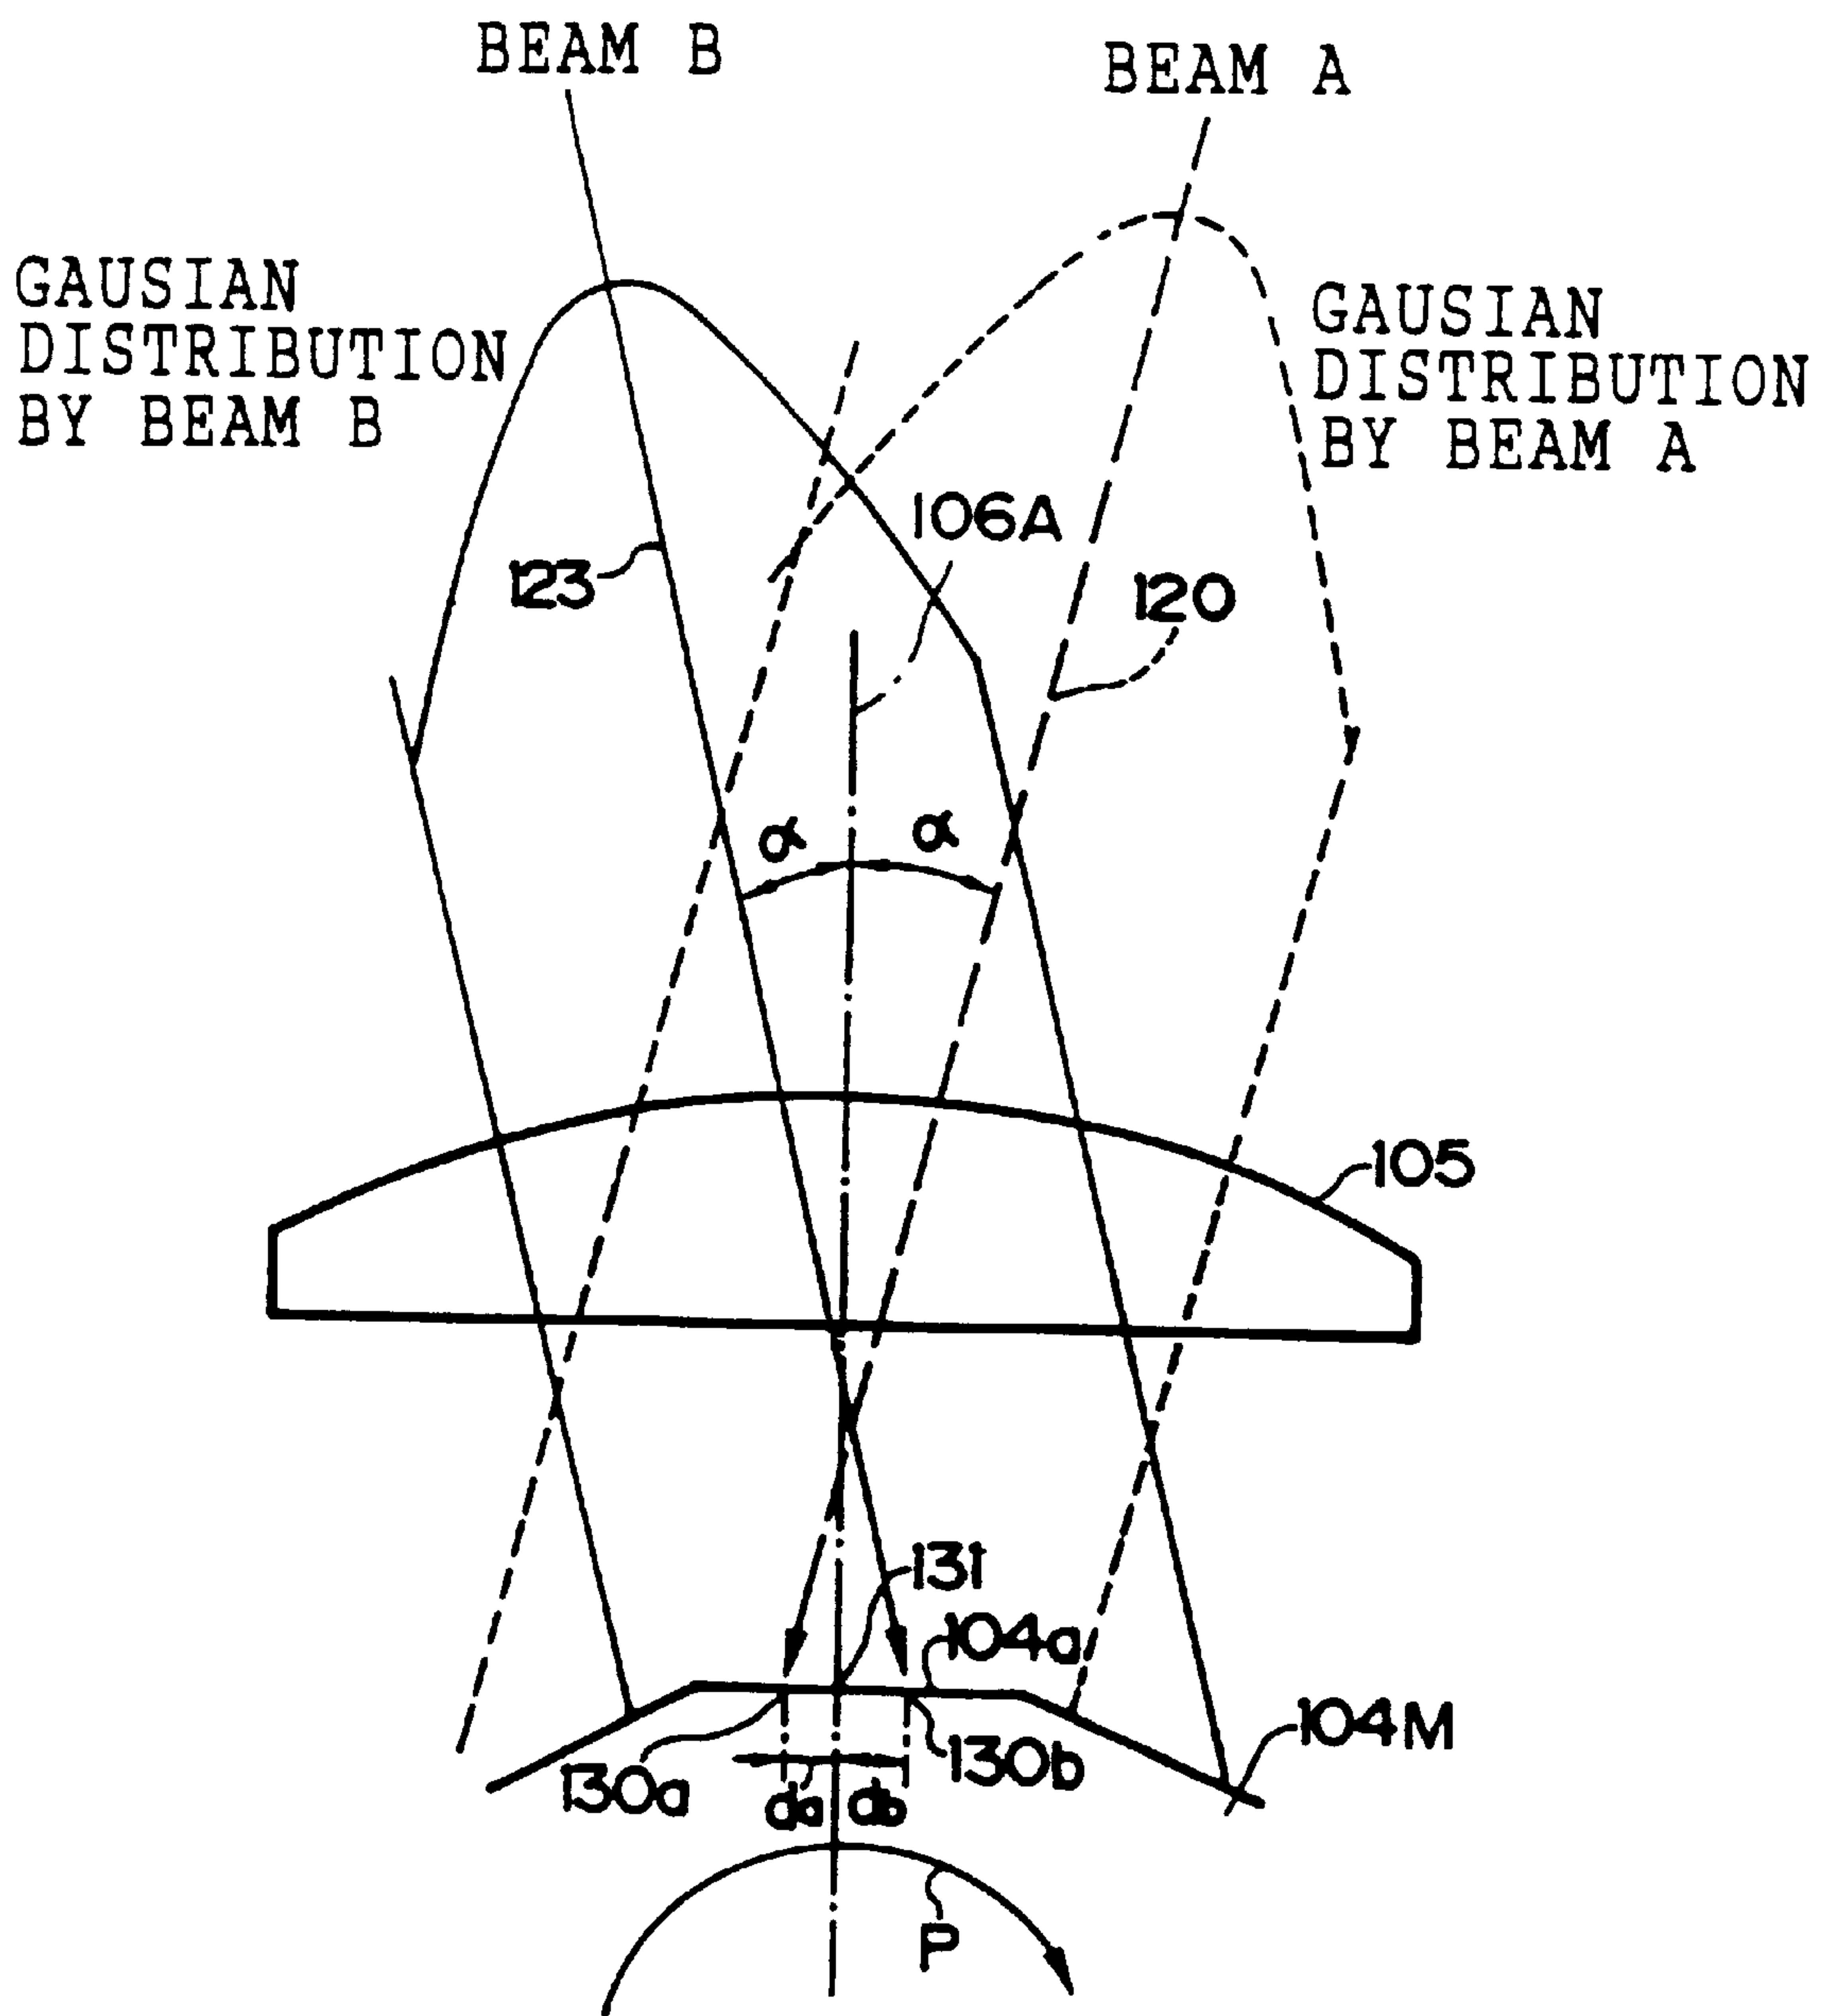 BEAM B
BEAM A
GAUSIAN
DISTRIBUTION
BY BEAM B
GAUSIAN
DISTRIBUTION
BY BEAM A
106A
123
120
α
α
105
131
104a
104M
130a
130b
da
db
P